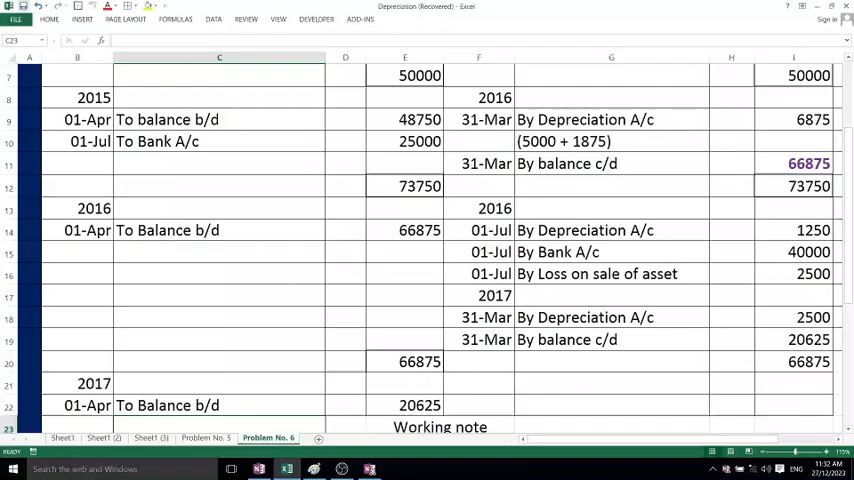 Depreciation (Recovered) - Excel
FILE HOME INSERT PAGE LAYOUT FORMULAS DATA REVIEW VIEW DEVELOPER ADD-INS Sign in
C23 fx
A B C D E F G H I
7 50000 50000
8 2015 2016
9 01-Apr To balance b/d 48750 31-Mar By Depreciation A/c 6875
10 01-Jul To Bank A/c 25000 (5000 + 1875)
11 31-Mar By balance c/d 66875
12 73750 73750
13 2016 2016
14 01-Apr To Balance b/d 66875 01-Jul By Depreciation A/c 1250
15 01-Jul By Bank A/c 40000
16 01-Jul By Loss on sale of asset 2500
17 2017
18 31-Mar By Depreciation A/c 2500
19 31-Mar By balance c/d 20625
20 66875 66875
21 2017
22 01-Apr To Balance b/d 20625
23 Working note
Sheet1 Sheet1 (2) Sheet1 (3) Problem No. 5 Problem No. 6
READY 115%
Search the web and Windows ENG 11:32 AM
27/12/2023